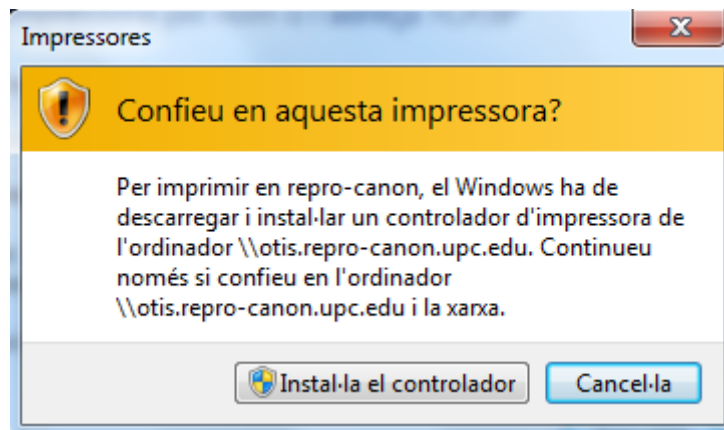 Impressores
Confieu en aquesta impressora?
Per imprimir en repro-canon, el Windows ha de
descarregar i instal·lar un controlador d'impressora de
l'ordinador \\otis.repro-canon.upc.edu. Continueu
només si confieu en l'ordinador
\\otis.repro-canon.upc.edu i la xarxa.
Instal·la el controlador
Cancel·la